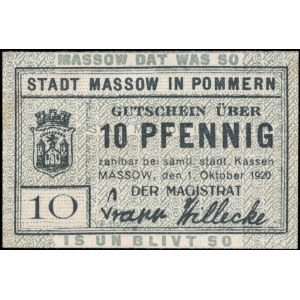 MASSOW DAT WAS SO
STADT MASSOW IN POMMERN
GUTSCHEIN ÜBER
10 PFENNIG
zahlbar bei sämtl. städt. Kassen
MASSOW, den 1. Oktober 1920
DER MAGISTRAT
10
Willecke
IS UN BLIVT SO